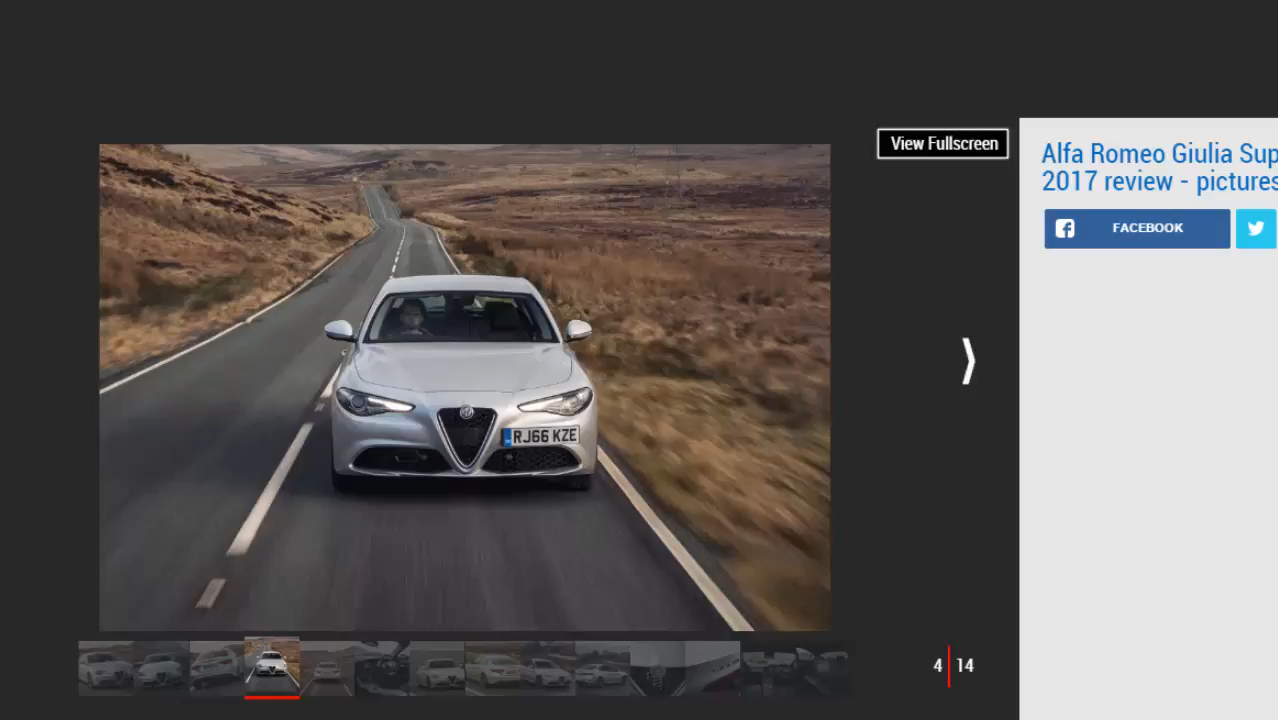 View Fullscreen
Alfa Romeo Giulia Sup
2017 review - pictures
FACEBOOK
RJ66 KZE
4 14